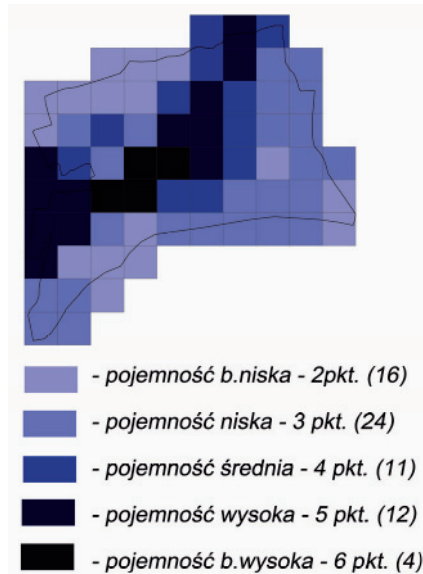 - pojemność b.niska - 2pkt. (16)
- pojemność niska - 3 pkt. (24)
- pojemność średnia - 4 pkt. (11)
- pojemność wysoka - 5 pkt. (12)
- pojemność b.wysoka - 6 pkt. (4)